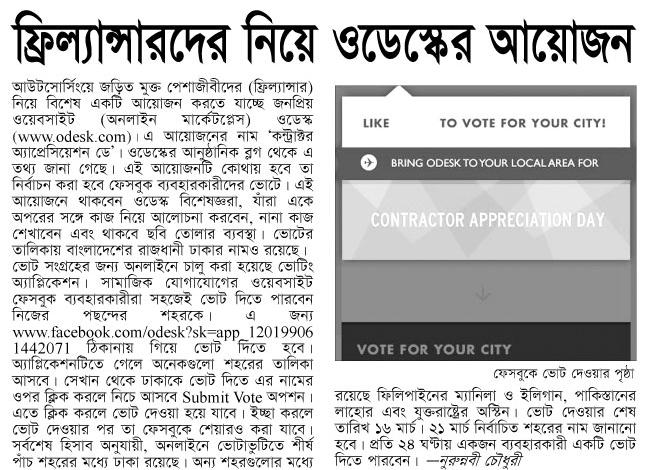 ফ্রিল্যান্সারদের নিয়ে ওডেস্কের আয়োজন
আউটসোর্সিংয়ে জড়িত মুক্ত পেশাজীবীদের (ফ্রিল্যান্সার)
নিয়ে বিশেষ একটি আয়োজন করতে যাচ্ছে জনপ্রিয়
ওয়েবসাইট (অনলাইন মার্কেটপ্লেস) ওডেস্ক
(www.odesk.com)। এ আয়োজনের নাম ‘কন্ট্রাক্টর
অ্যাপ্রেসিয়েশন ডে’। ওডেস্কের আনুষ্ঠানিক ব্লগ থেকে এ
তথ্য জানা গেছে। এই আয়োজনটি কোথায় হবে তা
নির্বাচন করা হবে ফেসবুক ব্যবহারকারীদের ভোটে। এই
আয়োজনে থাকবেন ওডেস্ক বিশেষজ্ঞরা, যাঁরা একে
অপরের সঙ্গে কাজ নিয়ে আলোচনা করবেন, নানা কাজ
শেখাবেন এবং থাকবে ছবি তোলার ব্যবস্থা। ভোটের
তালিকায় বাংলাদেশের রাজধানী ঢাকার নামও রয়েছে।
ভোট সংগ্রহের জন্য অনলাইনে চালু করা হয়েছে ভোটিং
অ্যাপ্লিকেশন। সামাজিক যোগাযোগের ওয়েবসাইট
ফেসবুক ব্যবহারকারীরা সহজেই ভোট দিতে পারবেন
নিজের পছন্দের শহরকে। এ জন্য
www.facebook.com/odesk?sk=app_12019906
1442071 ঠিকানায় গিয়ে ভোট দিতে হবে।
অ্যাপ্লিকেশনটিতে গেলে অনেকগুলো শহরের তালিকা
আসবে। সেখান থেকে ঢাকাকে ভোট দিতে এর নামের
ওপর ক্লিক করলে নিচে আসবে Submit Vote অপশন।
এতে ক্লিক করলে ভোট দেওয়া হয়ে যাবে। ইচ্ছা করলে
ভোট দেওয়ার পর তা ফেসবুকে শেয়ারও করা যাবে।
সর্বশেষ হিসাব অনুযায়ী, অনলাইনে ভোটাভুটিতে শীর্ষ
পাঁচ শহরের মধ্যে ঢাকা রয়েছে। অন্য শহরগুলোর মধ্যে
LIKE TO VOTE FOR YOUR CITY!
BRING ODESK TO YOUR LOCAL AREA FOR
CONTRACTOR APPRECIATION DAY
VOTE FOR YOUR CITY
ফেসবুকে ভোট দেওয়ার পৃষ্ঠা
রয়েছে ফিলিপাইনের ম্যানিলা ও ইলিগান, পাকিস্তানের
লাহোর এবং যুক্তরাষ্ট্রের অস্টিন। ভোট দেওয়ার শেষ
তারিখ ১৬ মার্চ। ২১ মার্চ নির্বাচিত শহরের নাম জানানো
হবে। প্রতি ২৪ ঘণ্টায় একজন ব্যবহারকারী একটি ভোট
দিতে পারবেন। —নুরুন্নবী চৌধুরী